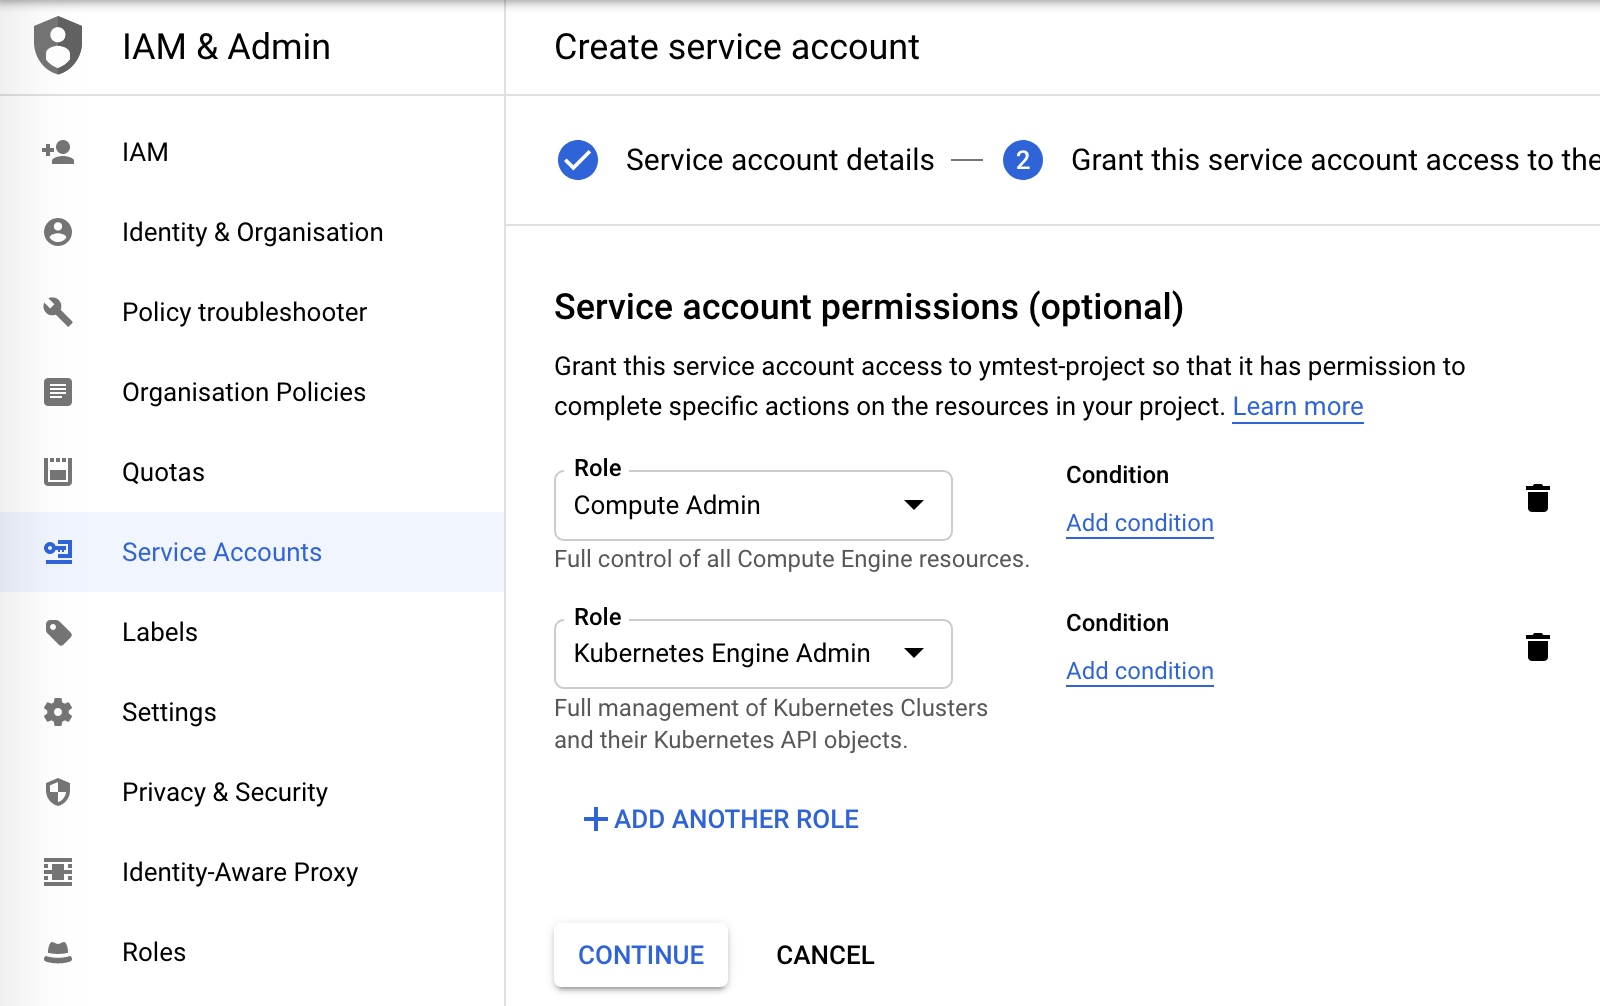 IAM & Admin
Create service account
IAM
Identity & Organisation
Policy troubleshooter
Organisation Policies
Quotas
Service Accounts
Labels
Settings
Privacy & Security
Identity-Aware Proxy
Roles
Service account details
2
Grant this service account access to the
Service account permissions (optional)
Grant this service account access to ymtest-project so that it has permission to
complete specific actions on the resources in your project. Learn more
Role
Compute Admin
Full control of all Compute Engine resources.
Condition
Add condition
Role
Kubernetes Engine Admin
Full management of Kubernetes Clusters
and their Kubernetes API objects.
Condition
Add condition
ADD ANOTHER ROLE
CONTINUE
CANCEL